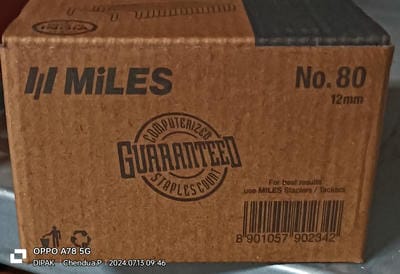 MiLES
No. 80
12mm
COMPUTERIZED
GUARANTEED
STAPLES COUNT
For best results
use MILES Staplers / Tackers
8 901057 902342
OPPO A78 5G
DIPAK | Chendua.P | 2024.07.13 09:46